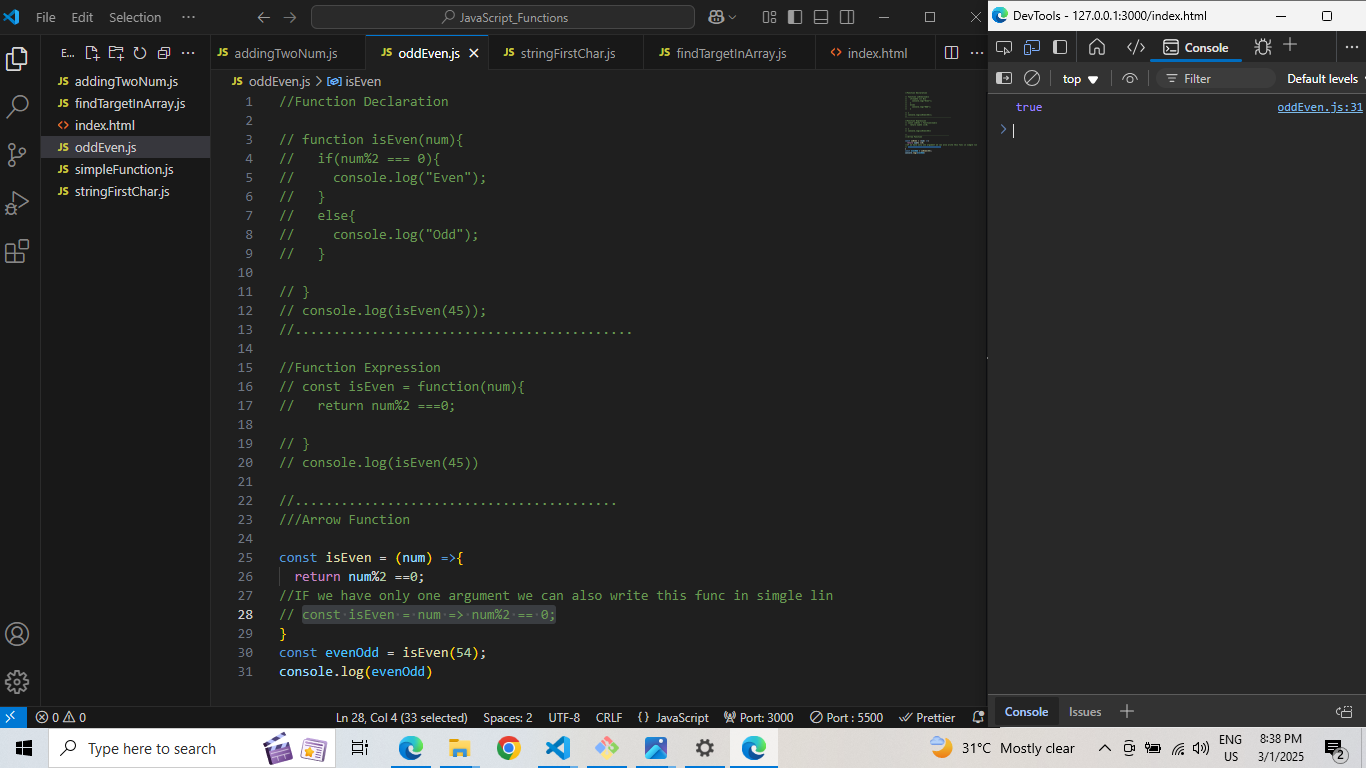 File Edit Selection ··· JavaScript_Functions
DevTools - 127.0.0.1:3000/index.html
E...
JS addingTwoNum.js
JS findTargetInArray.js
<> index.html
JS oddEven.js
JS simpleFunction.js
JS stringFirstChar.js
JS addingTwoNum.js JS oddEven.js JS stringFirstChar.js JS findTargetInArray.js <> index.html
JS oddEven.js > isEven
1 //Function Declaration
2
3 // function isEven(num){
4 //   if(num%2 === 0){
5 //     console.log("Even");
6 //   }
7 //   else{
8 //     console.log("Odd");
9 //   }
10
11 // }
12 // console.log(isEven(45));
13 //............................................
14
15 //Function Expression
16 // const isEven = function(num){
17 //   return num%2 ===0;
18
19 // }
20 // console.log(isEven(45))
21
22 //..........................................
23 ///Arrow Function
24
25 const isEven = (num) =>{
26   return num%2 ==0;
27 //IF we have only one argument we can also write this func in simgle lin
28 // const isEven = num => num%2 == 0;
29 }
30 const evenOdd = isEven(54);
31 console.log(evenOdd)
Console
top Filter Default levels
true oddEven.js:31
>
Console Issues
0 0 Ln 28, Col 4 (33 selected) Spaces: 2 UTF-8 CRLF {} JavaScript Port: 3000 Port : 5500 Prettier
Type here to search
31°C Mostly clear
ENG
US
8:38 PM
3/1/2025
2